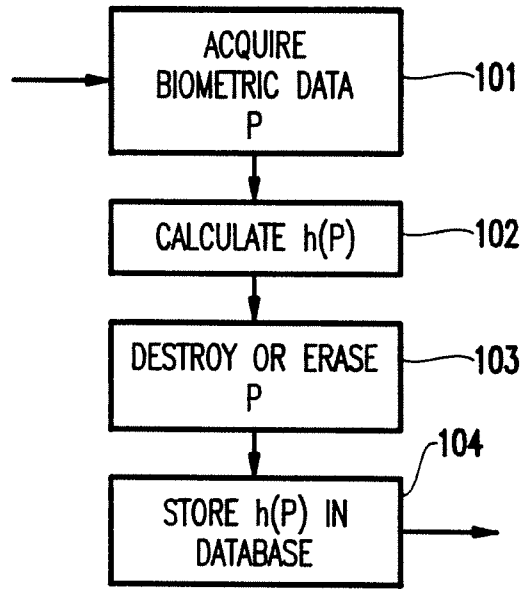 ACQUIRE
BIOMETRIC DATA
P
101
CALCULATE h(P)
102
DESTROY OR ERASE
P
103
104
STORE h(P) IN
DATABASE